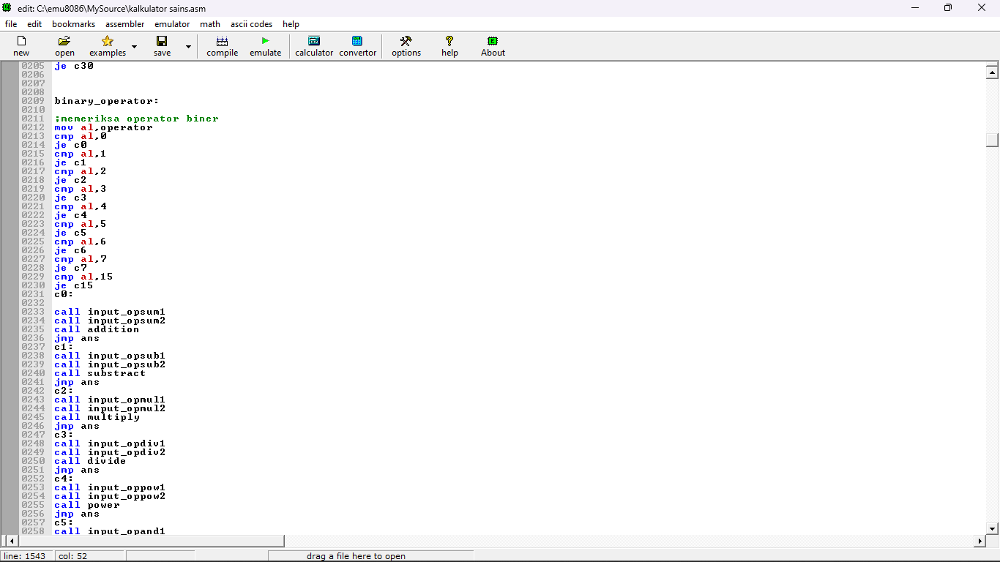 edit: C:\emu8086\MySource\kalkulator sains.asm
file edit bookmarks assembler emulator math ascii codes help
new open examples save compile emulate calculator convertor options help About
0205 je c30
0206
0207
0208
0209 binary_operator:
0210
0211 ;memeriksa operator biner
0212 mov al,operator
0213 cmp al,0
0214 je c0
0215 cmp al,1
0216 je c1
0217 cmp al,2
0218 je c2
0219 cmp al,3
0220 je c3
0221 cmp al,4
0222 je c4
0223 cmp al,5
0224 je c5
0225 cmp al,6
0226 je c6
0227 cmp al,7
0228 je c7
0229 cmp al,15
0230 je c15
0231 c0:
0232
0233 call input_opsum1
0234 call input_opsum2
0235 call addition
0236 jmp ans
0237 c1:
0238 call input_opsub1
0239 call input_opsub2
0240 call substract
0241 jmp ans
0242 c2:
0243 call input_opmul1
0244 call input_opmul2
0245 call multiply
0246 jmp ans
0247 c3:
0248 call input_opdiv1
0249 call input_opdiv2
0250 call divide
0251 jmp ans
0252 c4:
0253 call input_oppow1
0254 call input_oppow2
0255 call power
0256 jmp ans
0257 c5:
0258 call input_opand1
line: 1543 col: 52 drag a file here to open